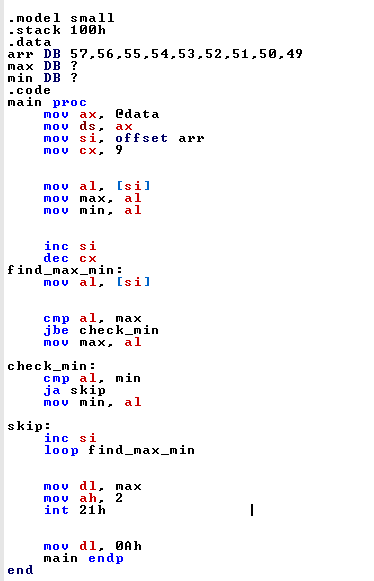 .model small
.stack 100h
.data
arr DB 57,56,55,54,53,52,51,50,49
max DB ?
min DB ?
.code
main proc
mov ax, @data
mov ds, ax
mov si, offset arr
mov cx, 9
mov al, [si]
mov max, al
mov min, al
inc si
dec cx
find_max_min:
mov al, [si]
cmp al, max
jbe check_min
mov max, al
check_min:
cmp al, min
ja skip
mov min, al
skip:
inc si
loop find_max_min
mov dl, max
mov ah, 2
int 21h
mov dl, 0Ah
main endp
end